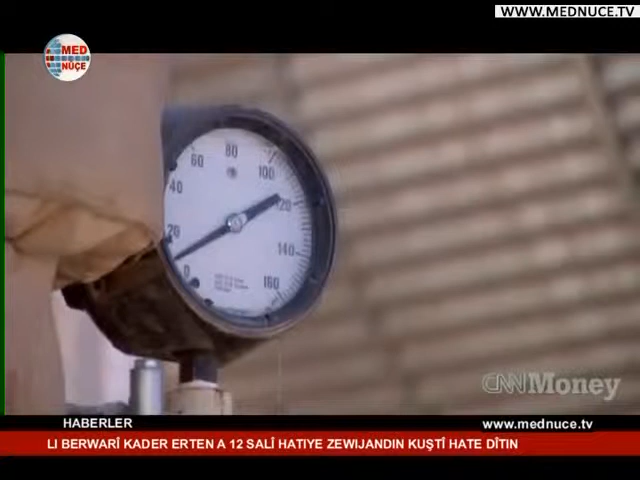 WWW.MEDNUCE.TV
MED
NÛÇE
80
60
100
40
120
20
140
0
160
CNNMoney
HABERLER
www.mednuce.tv
LI BERWARÎ KADER ERTEN A 12 SALÎ HATIYE ZEWIJANDIN KUŞTÎ HATE DÎTIN